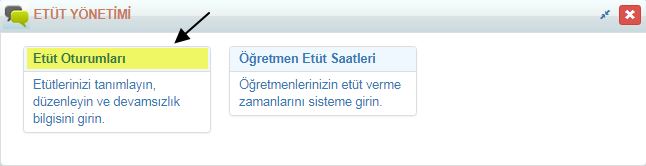 ETÜT YÖNETİMİ
Etüt Oturumları
Etütlerinizi tanımlayın,
düzenleyin ve devamsızlık
bilgisini girin.
Öğretmen Etüt Saatleri
Öğretmenlerinizin etüt verme
zamanlarını sisteme girin.